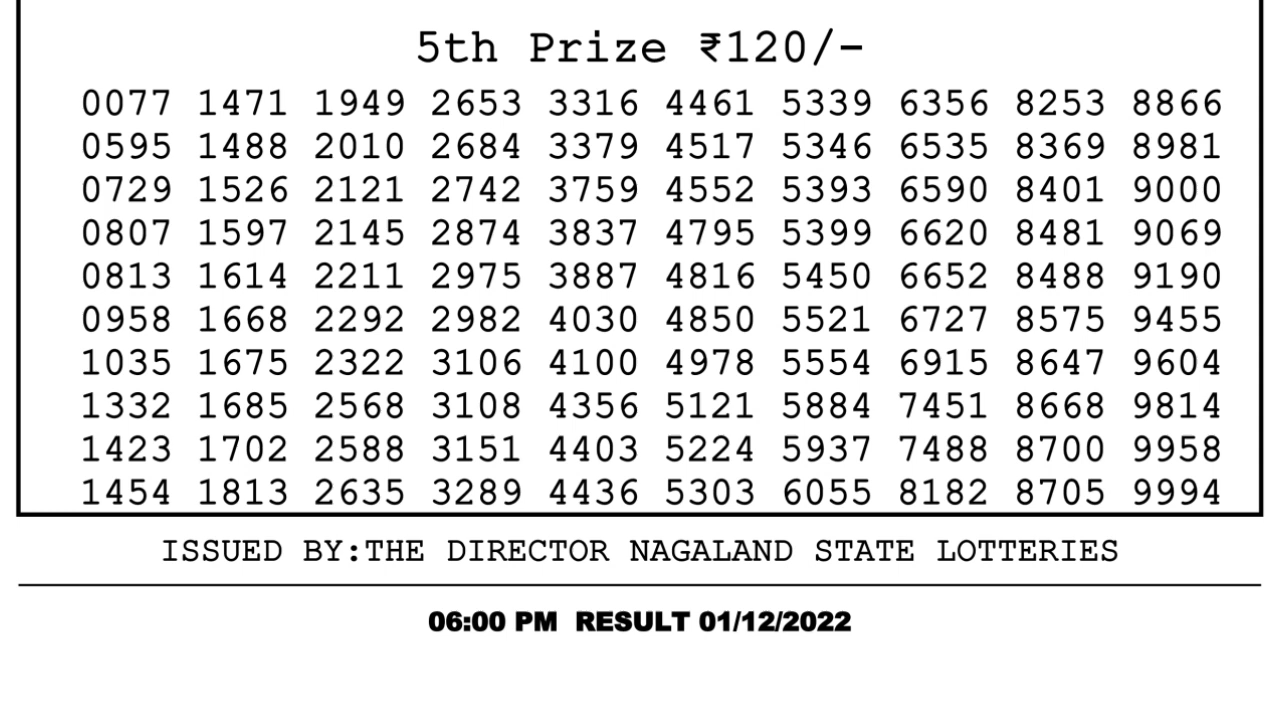 5th Prize ₹120/-
0077 1471 1949 2653 3316 4461 5339 6356 8253 8866
0595 1488 2010 2684 3379 4517 5346 6535 8369 8981
0729 1526 2121 2742 3759 4552 5393 6590 8401 9000
0807 1597 2145 2874 3837 4795 5399 6620 8481 9069
0813 1614 2211 2975 3887 4816 5450 6652 8488 9190
0958 1668 2292 2982 4030 4850 5521 6727 8575 9455
1035 1675 2322 3106 4100 4978 5554 6915 8647 9604
1332 1685 2568 3108 4356 5121 5884 7451 8668 9814
1423 1702 2588 3151 4403 5224 5937 7488 8700 9958
1454 1813 2635 3289 4436 5303 6055 8182 8705 9994
ISSUED BY:THE DIRECTOR NAGALAND STATE LOTTERIES
06:00 PM RESULT 01/12/2022